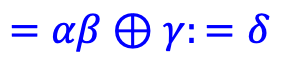 = αβ ⊕ γ: = δ